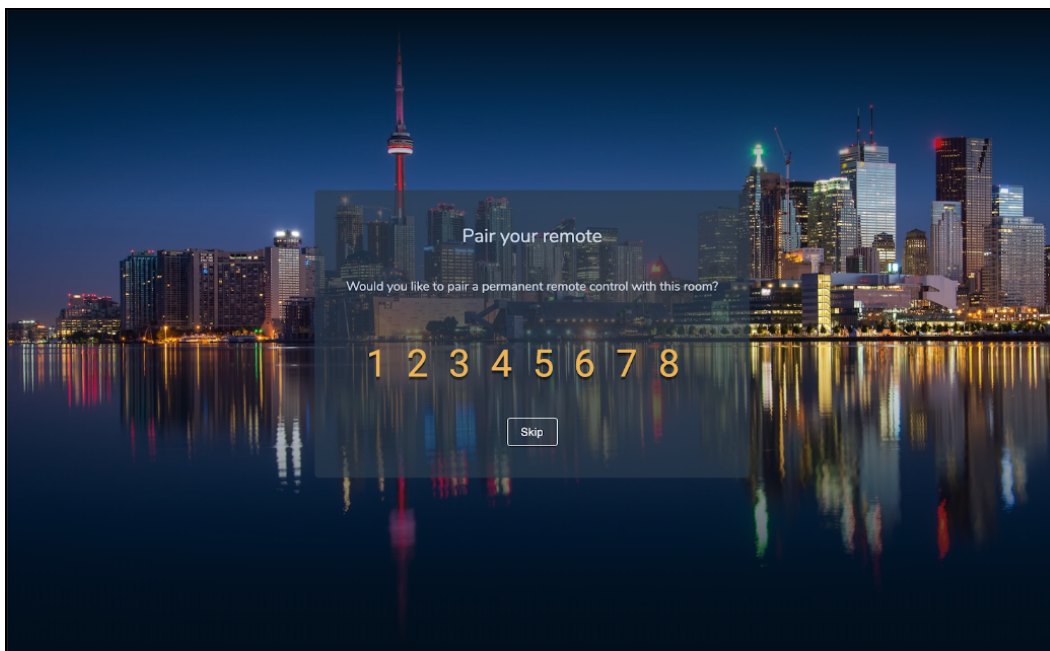 Pair your remote
Would you like to pair a permanent remote control with this room?
1 2 3 4 5 6 7 8
Skip